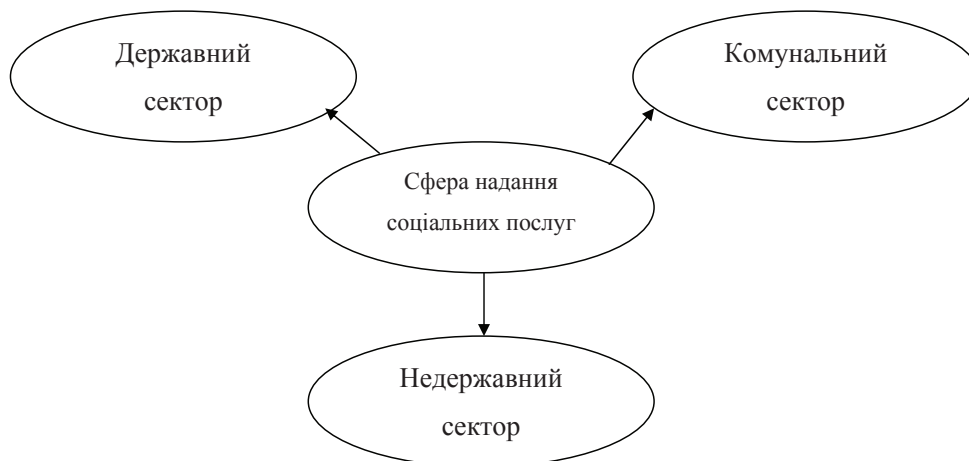 Державний
сектор
Комунальний
сектор
Сфера надання
соціальних послуг
Недержавний
сектор